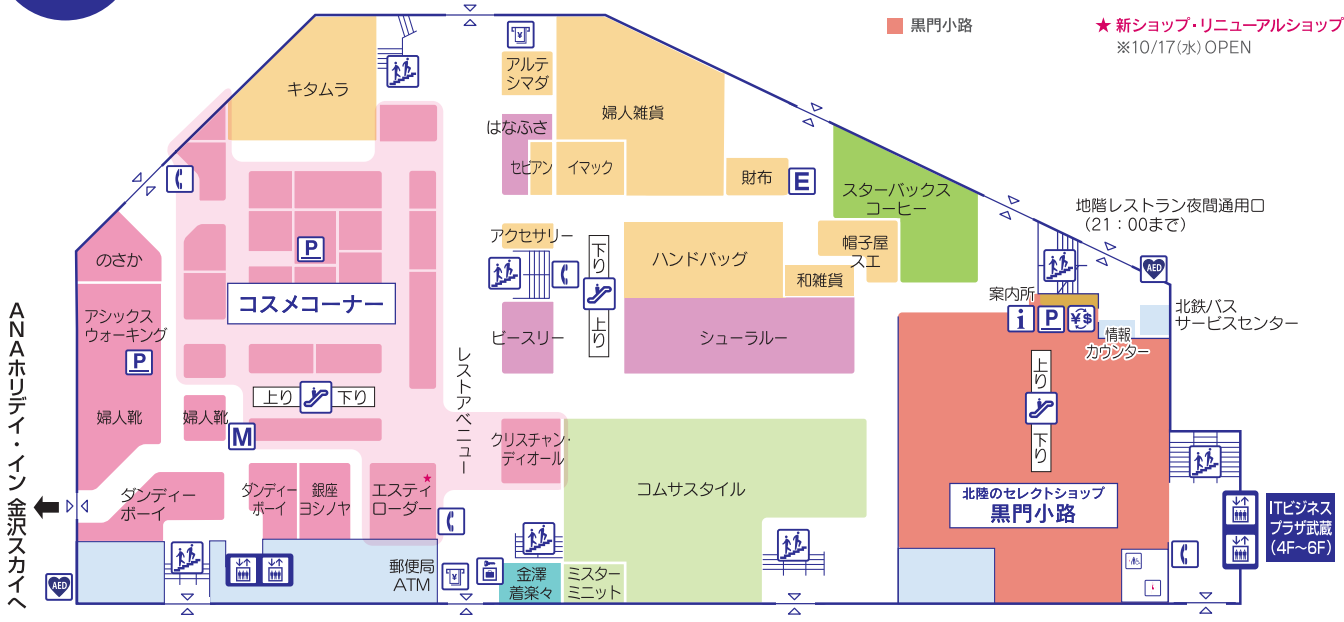 黒門小路
★ 新ショップ・リニューアルショップ
※10/17(水) OPEN
キタムラ
¥
アルテ
シマダ
婦人雑貨
はなふさ
セビアン
イマック
財布
E
スターバックス
コーヒー
地階レストラン夜間通用口
(21：00まで)
AED
のさか
P
アクセサリー
下り
上り
ハンドバッグ
帽子屋
スエ
和雑貨
コスメコーナー
案内所
i
P
¥$
情報
カウンター
北鉄バス
サービスセンター
アシックス
ウォーキング
P
ビースリー
シューラルー
上り
下り
レストアベニュー
上り
下り
婦人靴
婦人靴
M
クリスチャン・
ディオール
コムサスタイル
ダンディー
ボーイ
ダンディー
ボーイ
銀座
ヨシノヤ
エスティ
ローダー
★
北陸のセレクトショップ
黒門小路
ITビジネス
プラザ武蔵
(4F～6F)
ANAホリデイ・イン金沢スカイへ
AED
郵便局
ATM
¥
金澤
着楽々
ミスター
ミニット